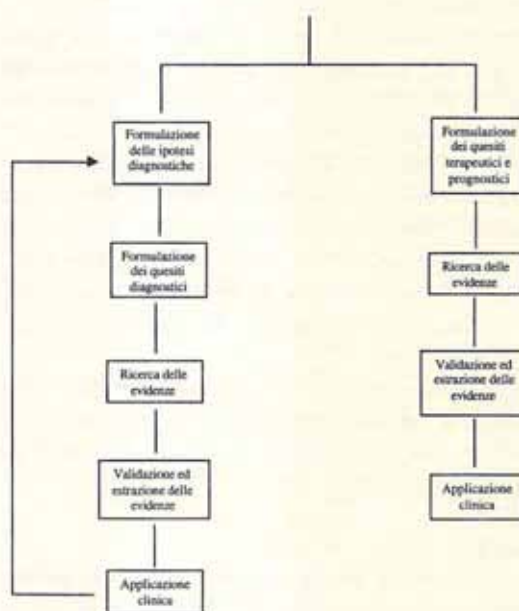 Formulazione
delle ipotesi
diagnostiche
Formulazione
dei quesiti
diagnostici
Ricerca delle
evidenze
Validazione ed
estrazione delle
evidenze
Applicazione
clinica
Formulazione
dei quesiti
terapeutici e
prognostici
Ricerca delle
evidenze
Validazione ed
estrazione delle
evidenze
Applicazione
clinica